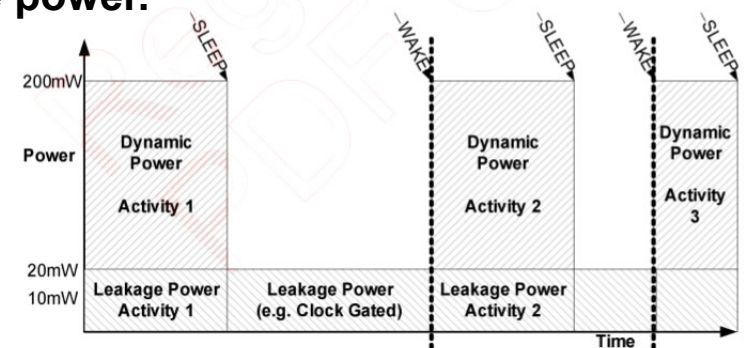 power.
SLEEP
WAKE
SLEEP
WAKE
SLEEP
200mW
Power
Dynamic
Power
Activity 1
Dynamic
Power
Activity 2
Dynamic
Power
Activity
3
20mW
10mW
Leakage Power
Activity 1
Leakage Power
(e.g. Clock Gated)
Leakage Power
Activity 2
Time